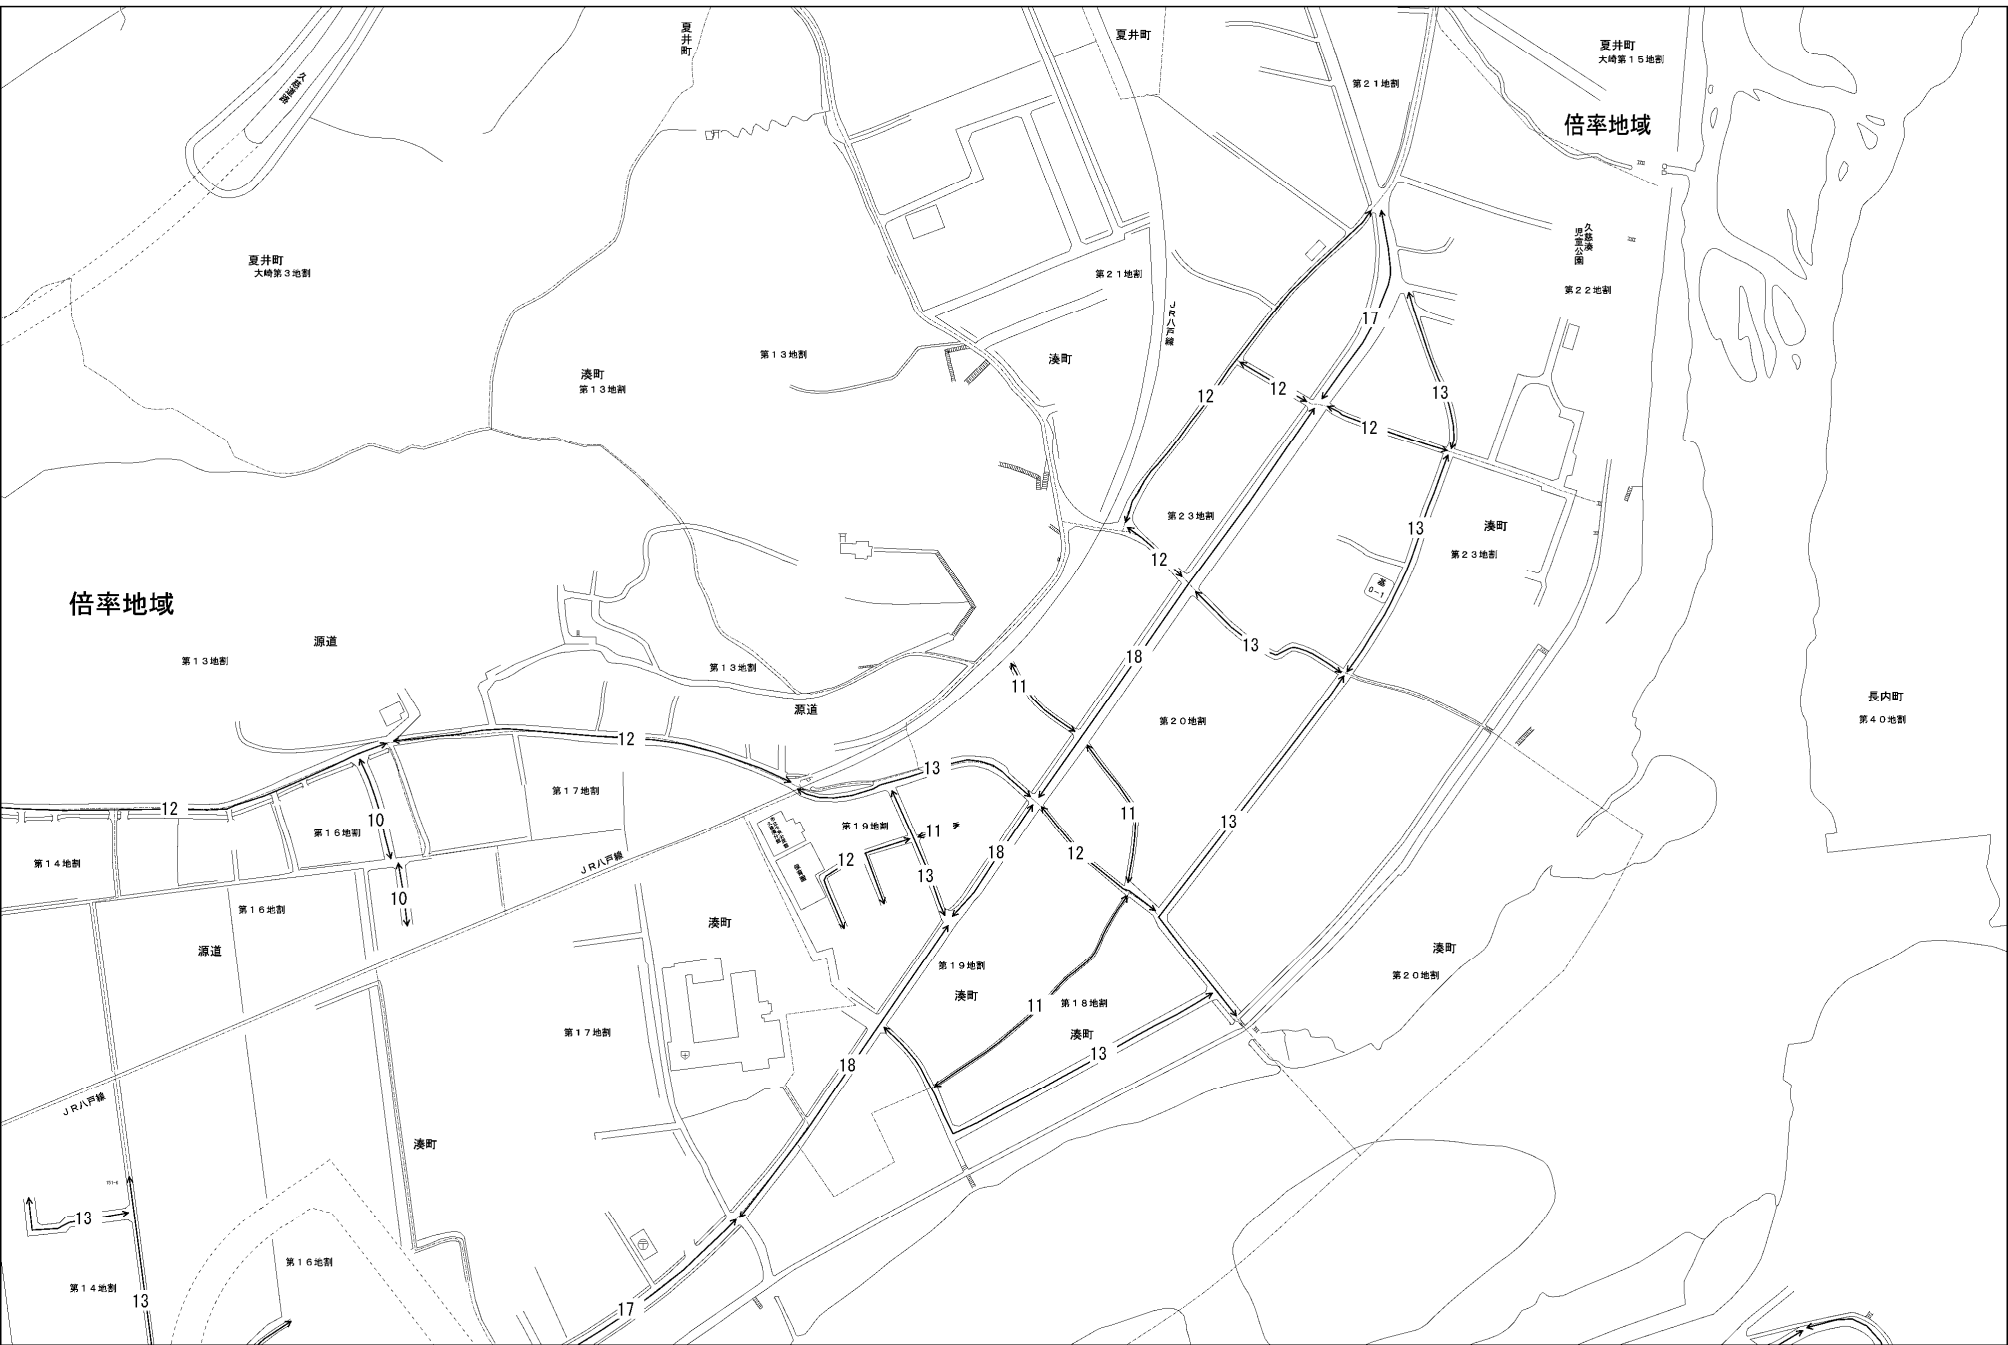 夏井町
夏井町
夏井町
大崎第１５地割
久慈道路
第２１地割
倍率地域
久慈湊
児童公園
夏井町
大崎第３地割
第２１地割
第２２地割
ＪＲ八戸線
17
第１３地割
湊町
湊町
第１３地割
12
12
13
12
第２３地割
湊町
13
第２３地割
12
基
0-1
倍率地域
源道
13
第１３地割
第１３地割
18
11
長内町
源道
第２０地割
第４０地割
12
13
第１７地割
12
11
10
13
第１６地割
第１９地割
11
18
12
第１４地割
ＪＲ八戸線
12
保育園
13
10
第１６地割
湊町
源道
湊町
第１９地割
第２０地割
湊町
11
第１８地割
第１７地割
湊町
13
18
ＪＲ八戸線
湊町
13
第１６地割
第１４地割
13
17